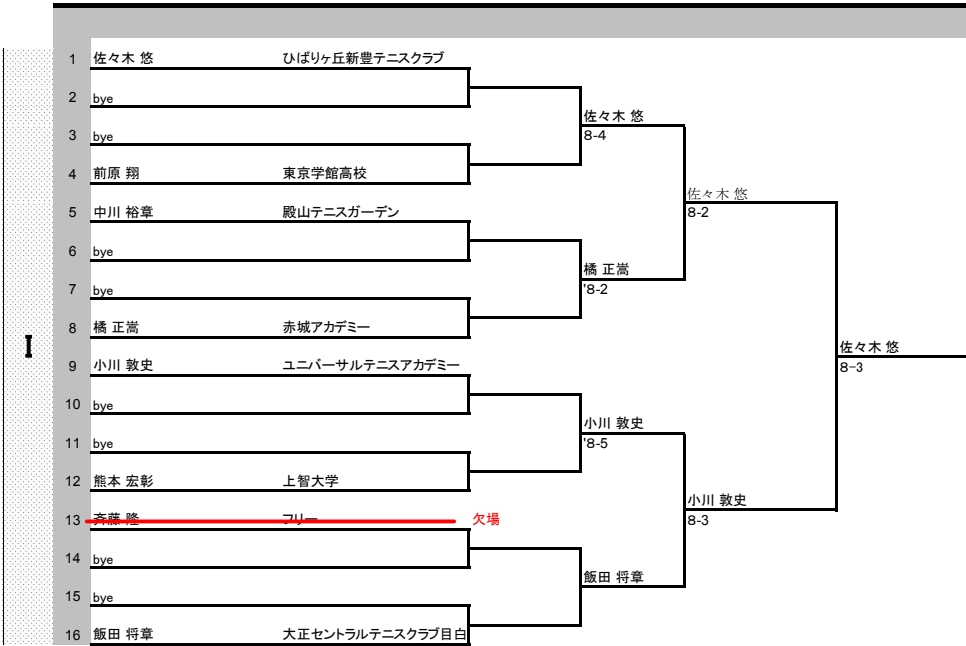 1 佐々木 悠 ひばりヶ丘新豊テニスクラブ
2 bye
佐々木 悠
3 bye
8-4
4 前原 翔 東京学館高校
佐々木 悠
5 中川 裕章 殿山テニスガーデン
8-2
6 bye
橘 正嵩
7 bye
'8-2
8 橘 正嵩 赤城アカデミー
I
佐々木 悠
9 小川 敦史 ユニバーサルテニスアカデミー
8-3
10 bye
小川 敦史
11 bye
'8-5
12 熊本 宏彰 上智大学
小川 敦史
13 斉藤 隆 フリー 欠場
8-3
14 bye
飯田 将章
15 bye
16 飯田 将章 大正セントラルテニスクラブ目白